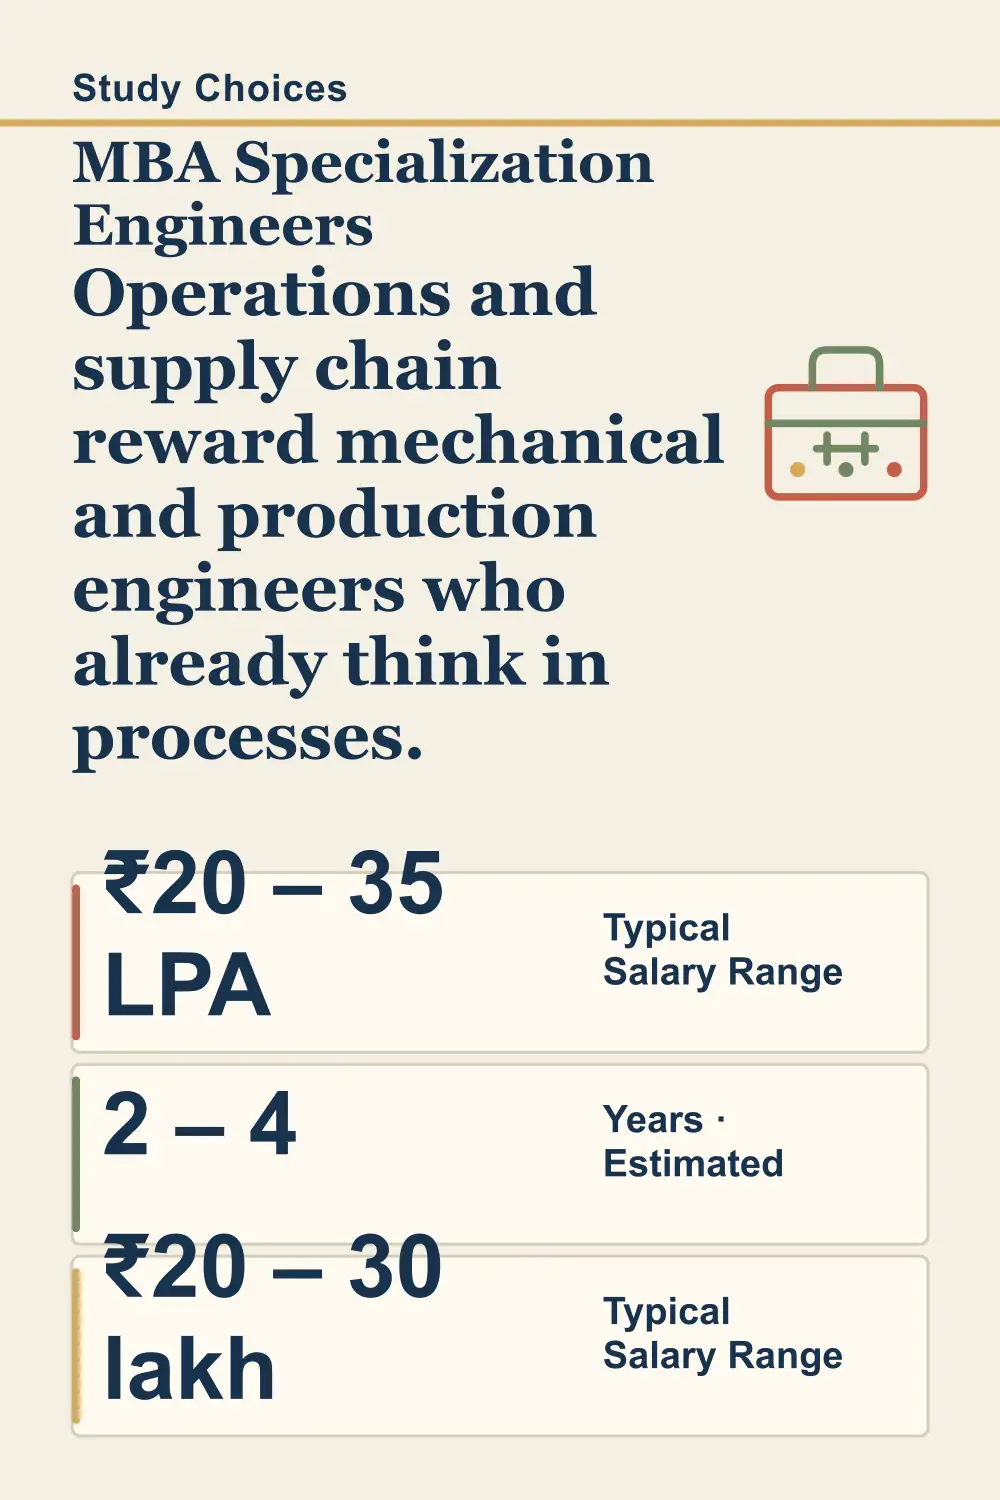 Study Choices
MBA Specialization
Engineers
Operations and
supply chain
reward mechanical
and production
engineers who
already think in
processes.
₹20 – 35
LPA
Typical
Salary Range
2 – 4
Years ·
Estimated
₹20 – 30
lakh
Typical
Salary Range